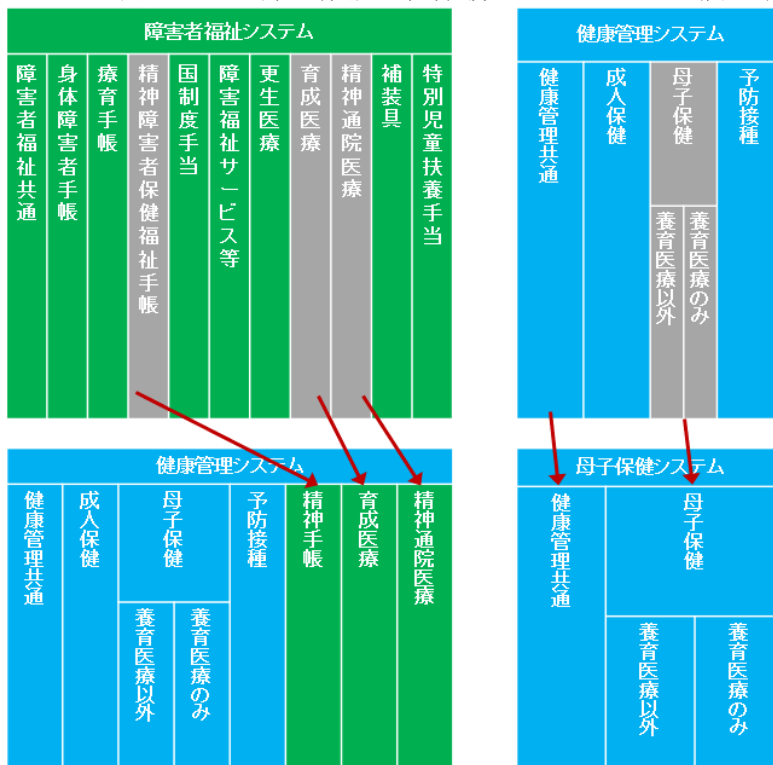 障害者福祉システム
障害者福祉共通
身体障害者手帳
療育手帳
精神障害者保健福祉手帳
国制度手当
障害福祉サービス等
更生医療
育成医療
精神通院医療
補装具
特別児童扶養手当
健康管理システム
健康管理共通
成人保健
母子保健
養育医療以外
養育医療のみ
予防接種
健康管理システム
健康管理共通
成人保健
母子保健
養育医療以外
養育医療のみ
予防接種
精神手帳
育成医療
精神通院医療
母子保健システム
健康管理共通
母子保健
養育医療以外
養育医療のみ